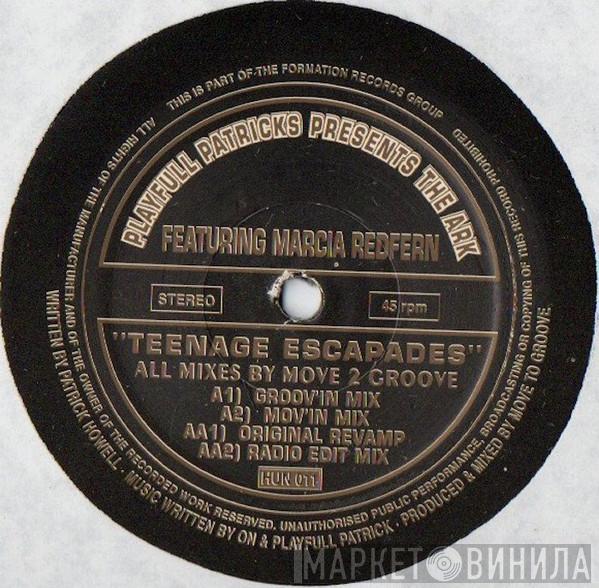 THIS IS PART OF THE FORMATION RECORDS GROUP
PLAYFULL PATRICKS PRESENTS THE ARK
FEATURING MARCIA REDFERN
STEREO
45 rpm
"TEENAGE ESCAPADES"
ALL MIXES BY MOVE 2 GROOVE
A1) GROOV'IN MIX
A2) MOV'IN MIX
AA1) ORIGINAL REVAMP
AA2) RADIO EDIT MIX
HUN 011
ALL RIGHTS OF THE MANUFACTURER AND OF THE OWNER OF THE RECORDED WORK RESERVED. UNAUTHORISED PUBLIC PERFORMANCE, BROADCASTING OR COPYING OF THIS RECORD PROHIBITED
WRITTEN BY PATRICK HOWELL · MUSIC WRITTEN BY ON & PLAYFULL PATRICK · PRODUCED & MIXED BY MOVE TO GROOVE
МАРКЕТ ВИНИЛА